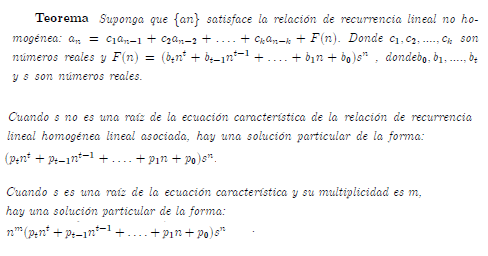 Teorema Suponga que {an} satisface la relación de recurrencia lineal no ho-
mogénea: aₙ = c₁aₙ₋₁ + c₂aₙ₋₂ + .... + cₖaₙ₋ₖ + F(n). Donde c₁, c₂, ....., cₖ son
números reales y F(n) = (bₜnᵗ + bₜ₋₁nᵗ⁻¹ + .... + b₁n + b₀)sⁿ , dondeb₀, b₁, ...., bₜ
y s son números reales.
Cuando s no es una raíz de la ecuación característica de la relación de recurrencia
lineal homogénea lineal asociada, hay una solución particular de la forma:
(pₜnᵗ + pₜ₋₁nᵗ⁻¹ + .... + p₁n + p₀)sⁿ.
Cuando s es una raíz de la ecuación característica y su multiplicidad es m,
hay una solución particular de la forma:
nᵐ(pₜnᵗ + pₜ₋₁nᵗ⁻¹ + .... + p₁n + p₀)sⁿ .